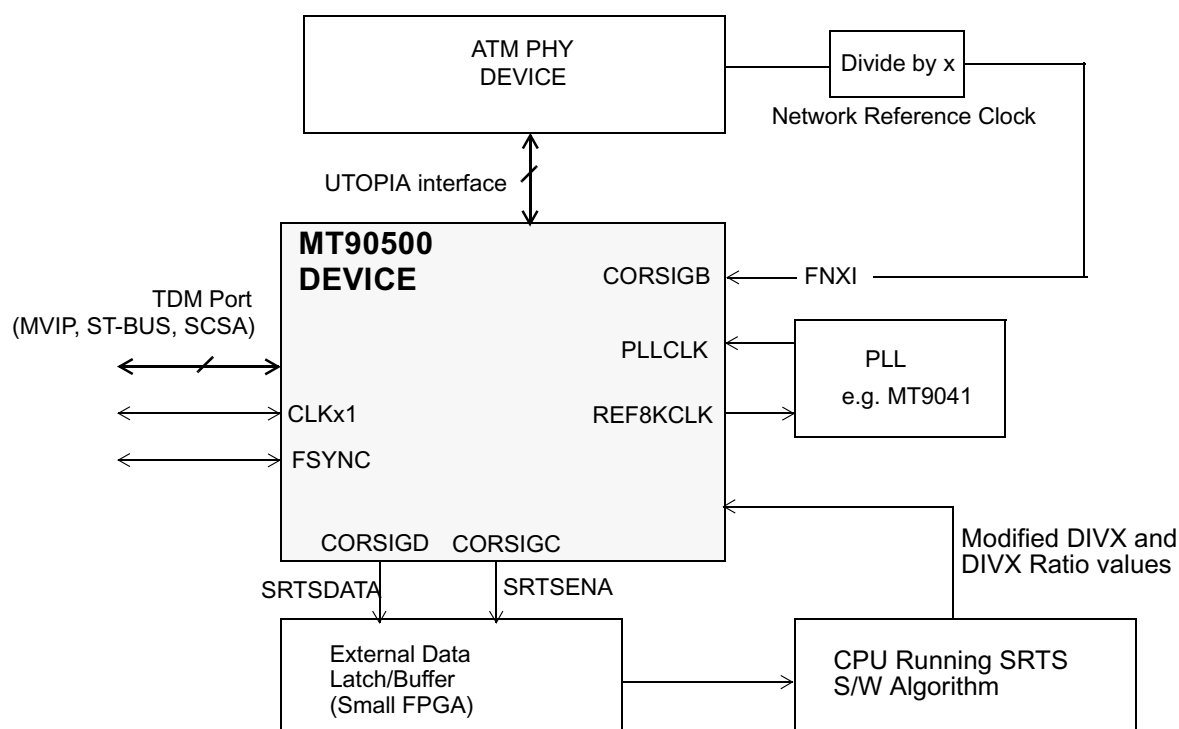 ATM PHY
DEVICE
Divide by x
Network Reference Clock
UTOPIA interface
MT90500
DEVICE
CORSIGB
FNXI
TDM Port
(MVIP, ST-BUS, SCSA)
PLLCLK
PLL
e.g. MT9041
CLKx1
REF8KCLK
FSYNC
CORSIGD
CORSIGC
Modified DIVX and
DIVX Ratio values
SRTSDATA
SRTSENA
External Data
Latch/Buffer
(Small FPGA)
CPU Running SRTS
S/W Algorithm